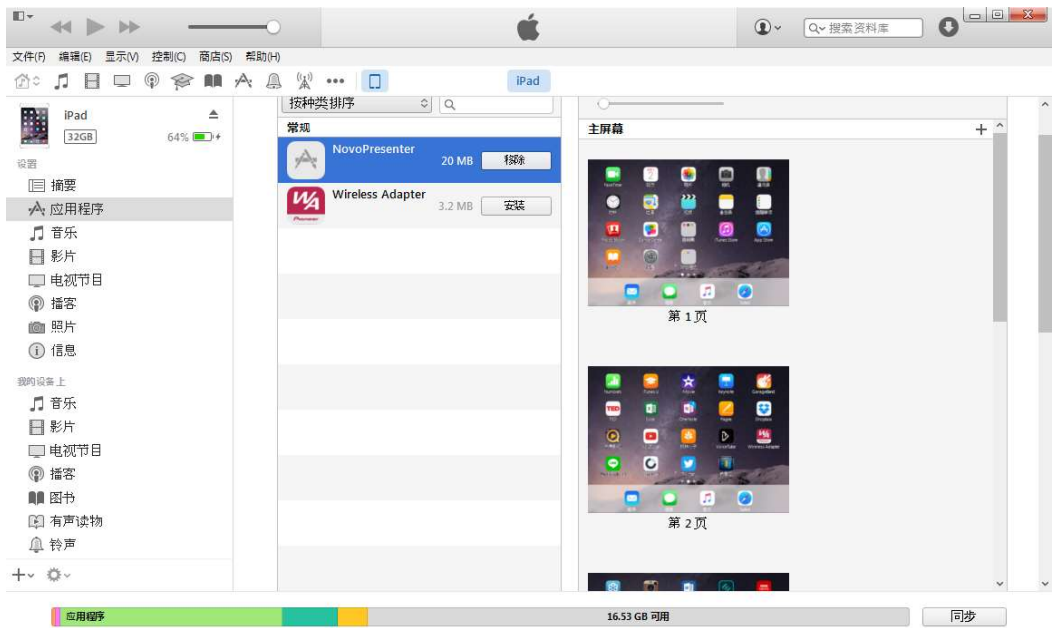 搜索资料库
文件(F) 编辑(E) 显示(V) 控制(C) 商店(S) 帮助(H)
iPad
iPad
32GB
64%
设置
摘要
应用程序
音乐
影片
电视节目
播客
照片
信息
我的设备上
音乐
影片
电视节目
播客
图书
有声读物
铃声
按种类排序
常规
NovoPresenter
20 MB 移除
Wireless Adapter
3.2 MB 安装
主屏幕
第 1 页
第 2 页
应用程序
16.53 GB 可用
同步